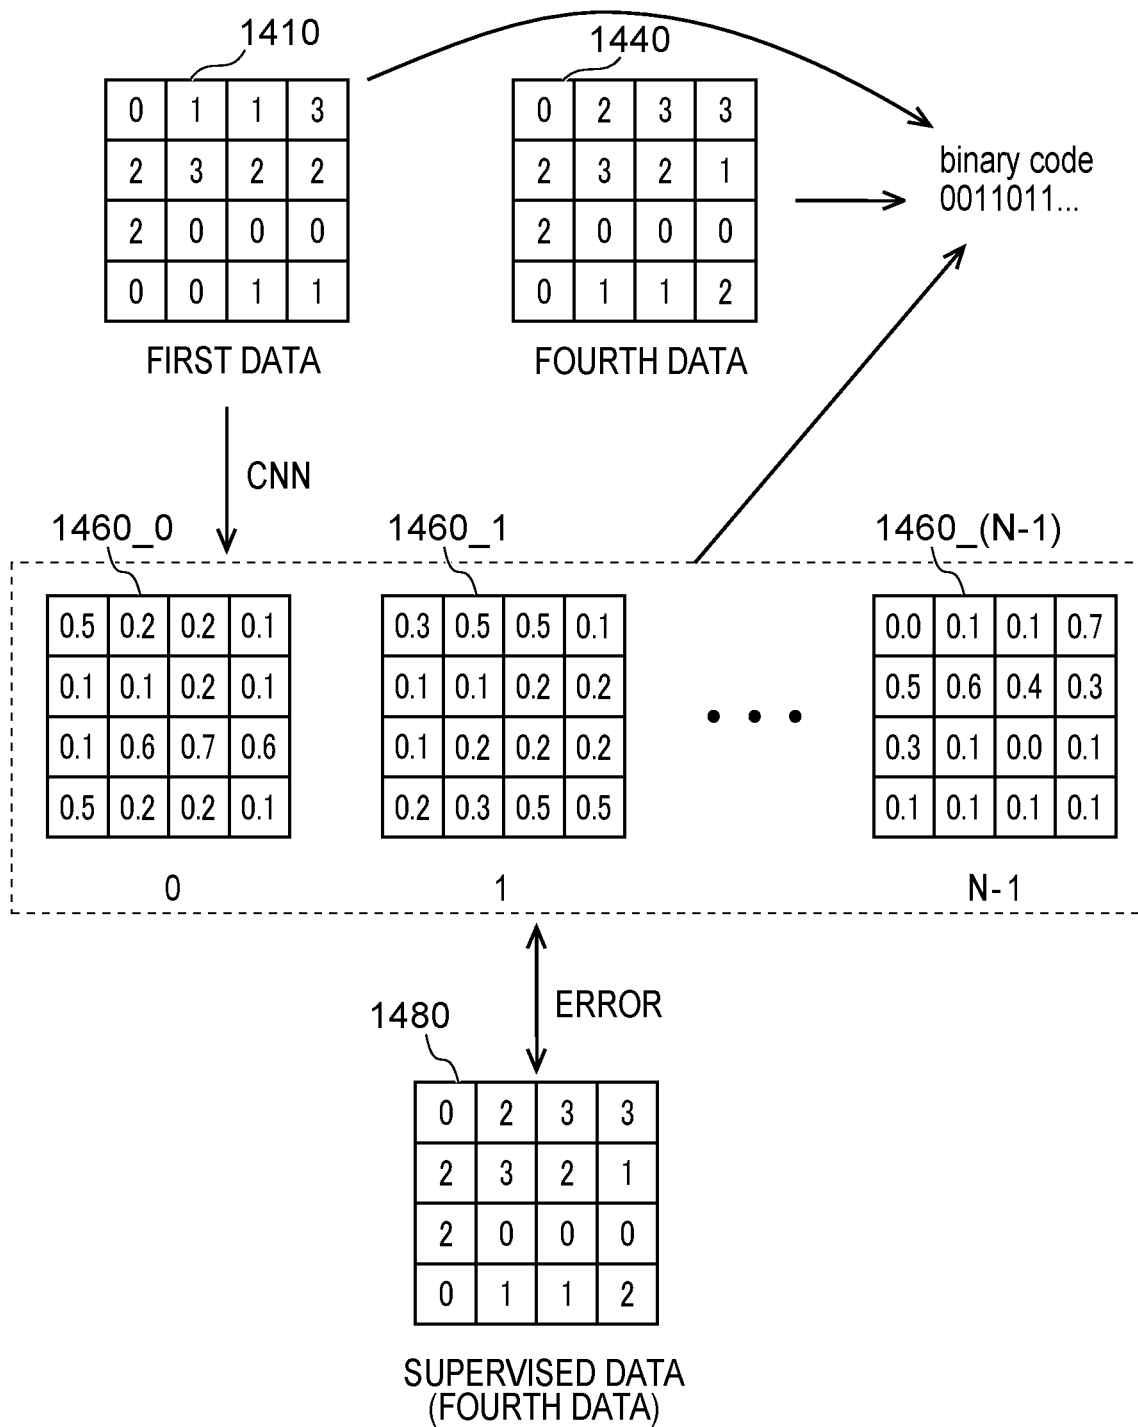 1410
1440
0 1 1 3
2 3 2 2
2 0 0 0
0 0 1 1
FIRST DATA
0 2 3 3
2 3 2 1
2 0 0 0
0 1 1 2
FOURTH DATA
binary code
0011011...
CNN
1460_0
1460_1
1460_(N-1)
0.5 0.2 0.2 0.1
0.1 0.1 0.2 0.1
0.1 0.6 0.7 0.6
0.5 0.2 0.2 0.1
0
0.3 0.5 0.5 0.1
0.1 0.1 0.2 0.2
0.1 0.2 0.2 0.2
0.2 0.3 0.5 0.5
1
0.0 0.1 0.1 0.7
0.5 0.6 0.4 0.3
0.3 0.1 0.0 0.1
0.1 0.1 0.1 0.1
N-1
ERROR
1480
0 2 3 3
2 3 2 1
2 0 0 0
0 1 1 2
SUPERVISED DATA
(FOURTH DATA)